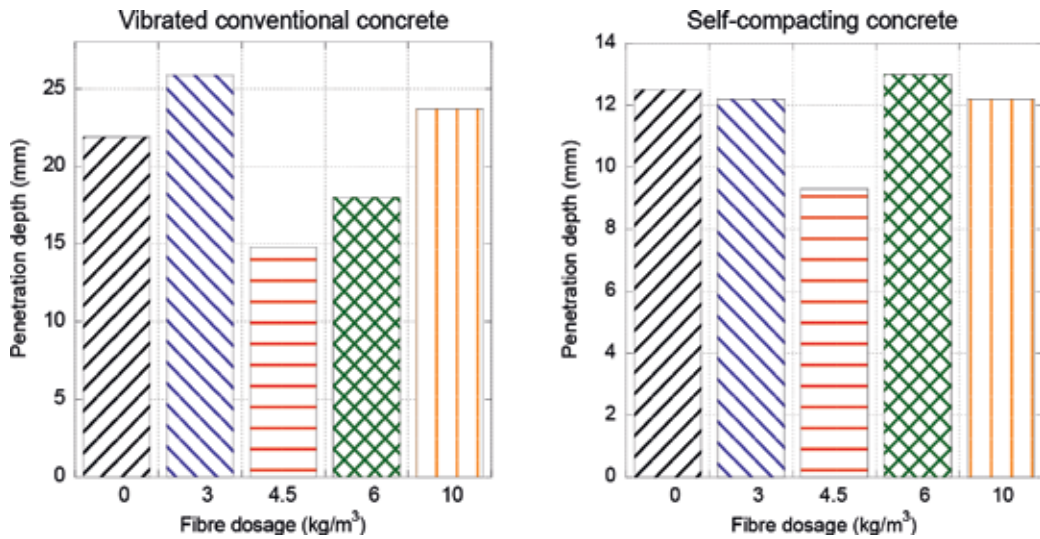 Vibrated conventional concrete
25
20
15
10
5
0
Penetration depth (mm)
0 3 4.5 6 10
Fibre dosage (kg/m³)
Self-compacting concrete
14
12
10
8
6
4
2
0
Penetration depth (mm)
0 3 4.5 6 10
Fibre dosage (kg/m³)